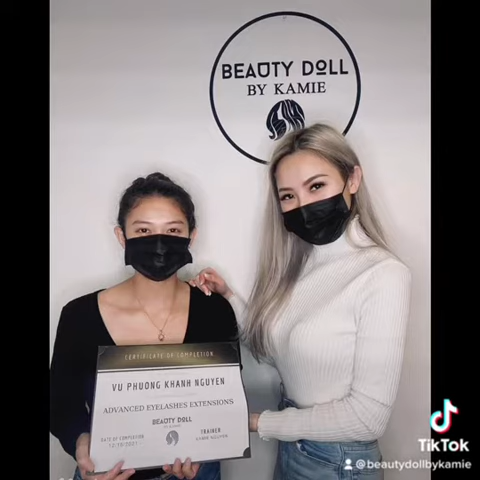 BEAUTY DOLL
BY KAMIE
CERTIFICATE OF COMPLETION
VU PHUONG KHANH NGUYEN
ADVANCED EYELASHES EXTENSIONS
BEAUTY DOLL
DATE OF COMPLETION
TRAINER
KAMIE NGUYEN
TikTok
@beautydollbykamie